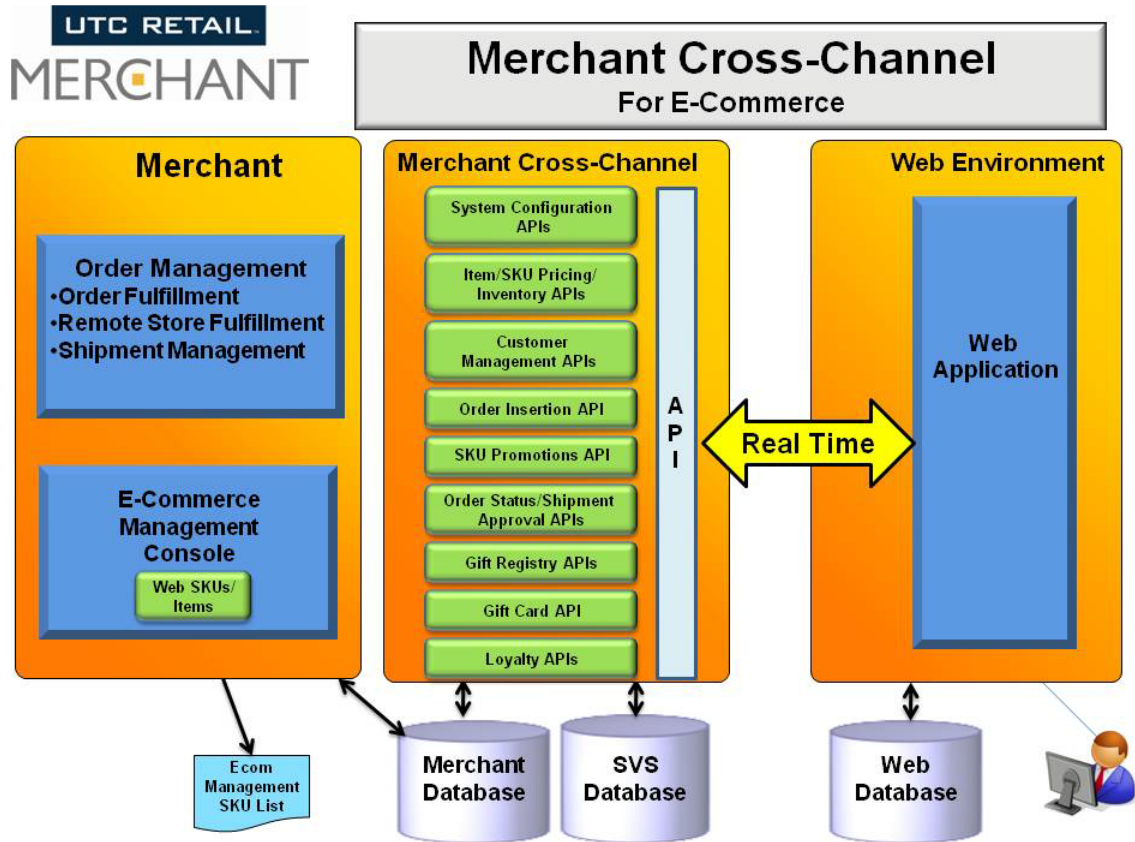 UTC RETAIL™
MERCHANT
Merchant Cross-Channel
For E-Commerce
Merchant
Order Management
•Order Fulfillment
•Remote Store Fulfillment
•Shipment Management
E-Commerce
Management
Console
Web SKUs/
Items
Merchant Cross-Channel
System Configuration
APIs
Item/SKU Pricing/
Inventory APIs
Customer
Management APIs
Order Insertion API
SKU Promotions API
Order Status/Shipment
Approval APIs
Gift Registry APIs
Gift Card API
Loyalty APIs
A
P
I
Real Time
Web Environment
Web
Application
Ecom
Management
SKU List
Merchant
Database
SVS
Database
Web
Database